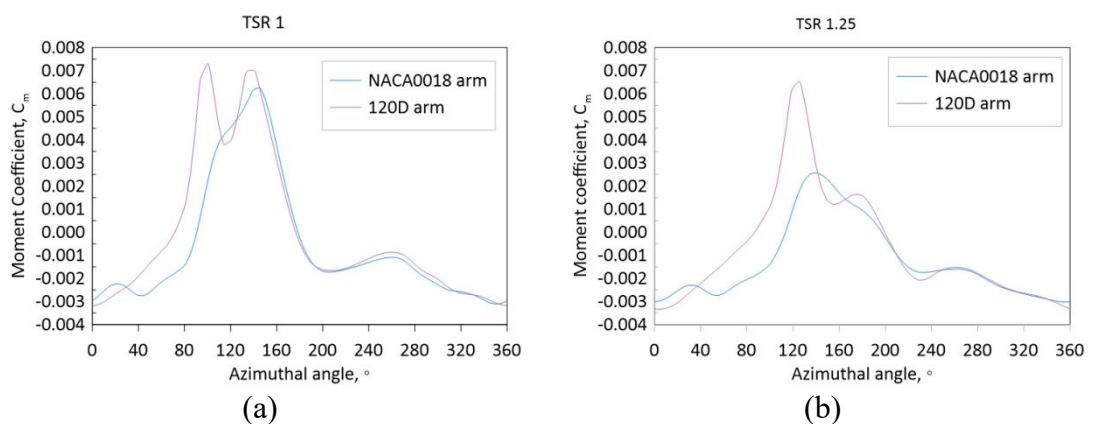 TSR 1
0.008
0.007
0.006
0.005
0.004
0.003
0.002
0.001
0.000
-0.001
-0.002
-0.003
-0.004
Moment Coefficient, Cm
NACA0018 arm
120D arm
0 40 80 120 160 200 240 280 320 360
Azimuthal angle, °
(a)
TSR 1.25
0.008
0.007
0.006
0.005
0.004
0.003
0.002
0.001
0.000
-0.001
-0.002
-0.003
-0.004
Moment coefficient, Cm
NACA0018 arm
120D arm
0 40 80 120 160 200 240 280 320 360
Azimuthal angle, °
(b)